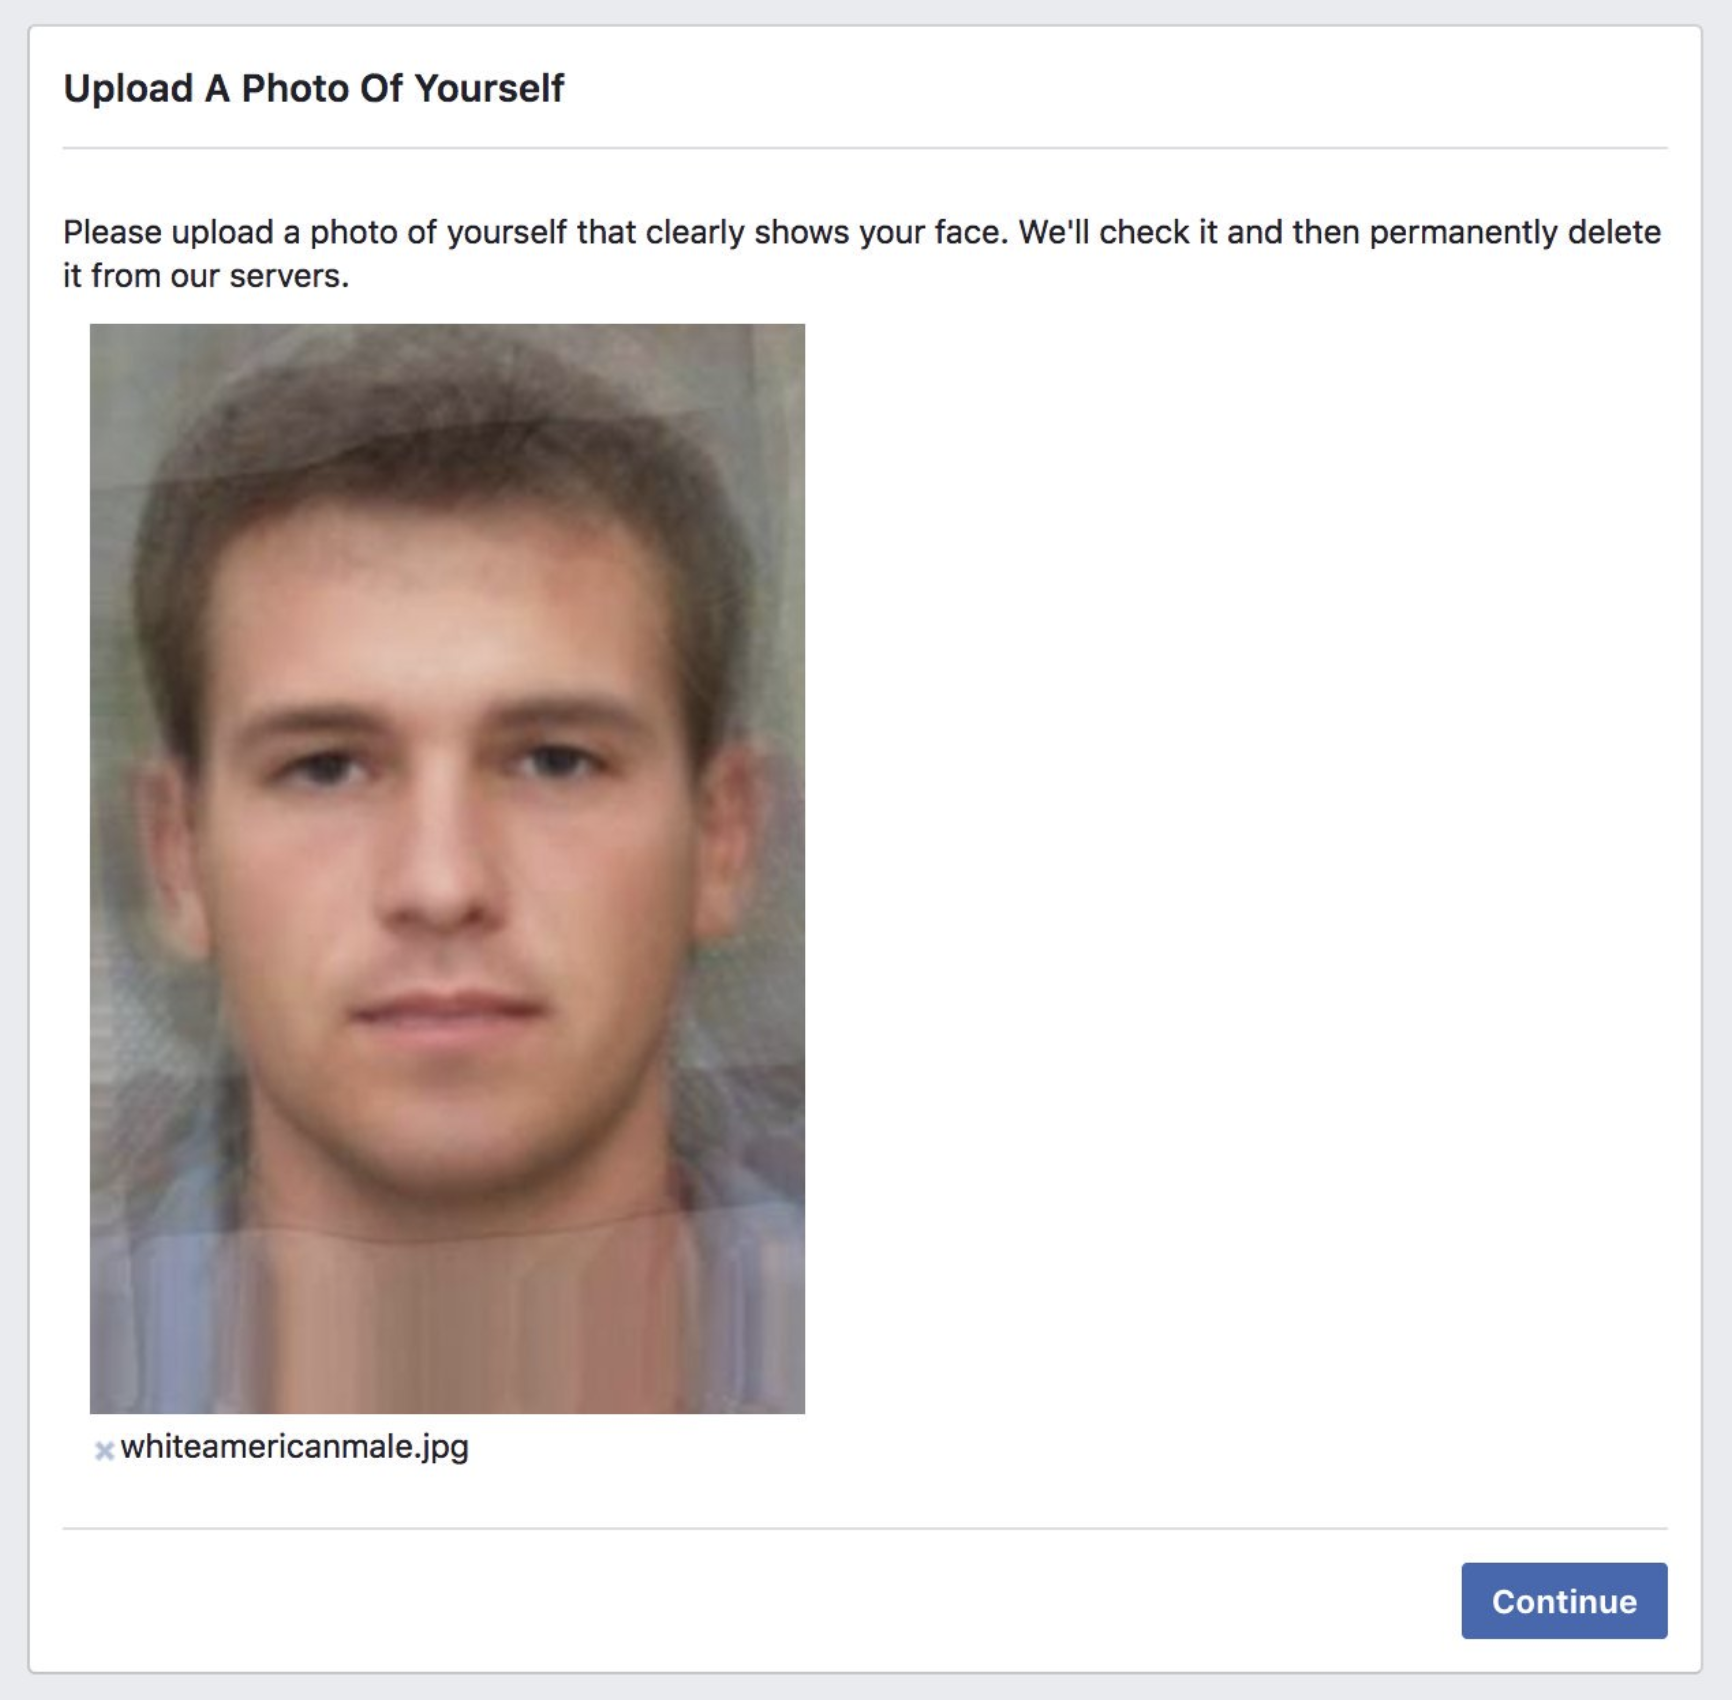 Upload A Photo Of Yourself
Please upload a photo of yourself that clearly shows your face. We'll check it and then permanently delete
it from our servers.
whiteamericanmale.jpg
Continue